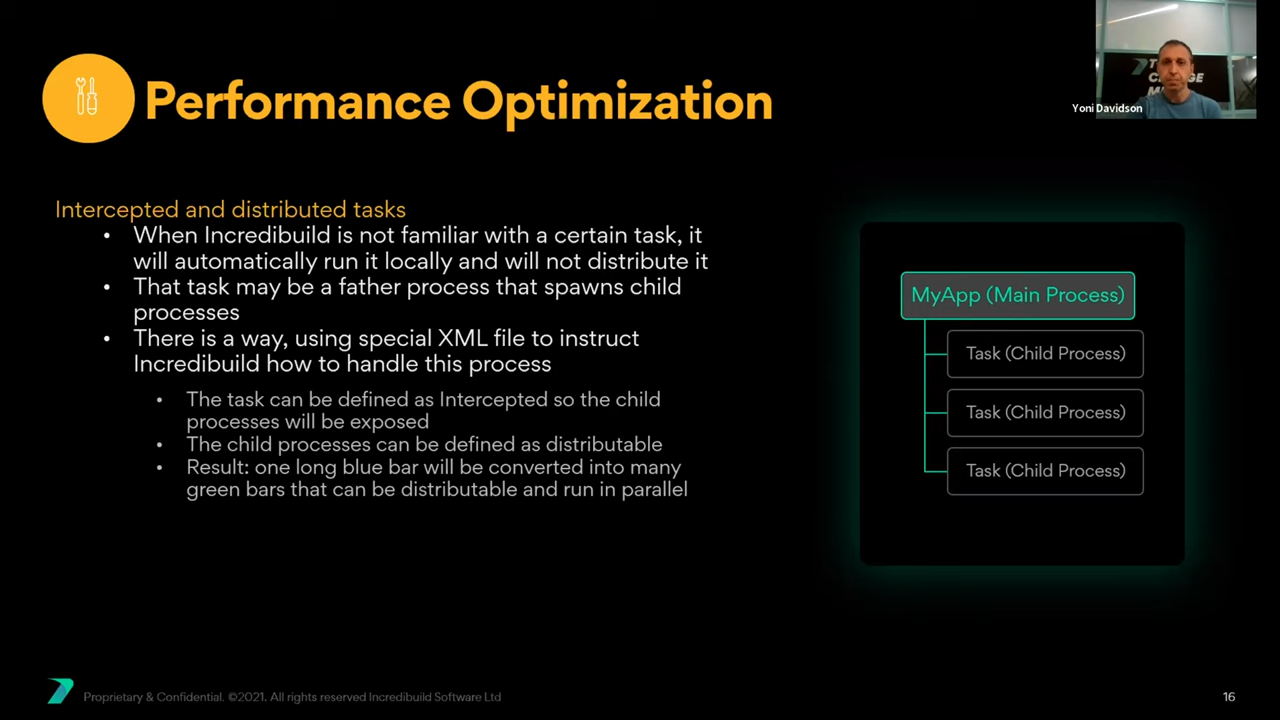 Performance Optimization
Yoni Davidson
Intercepted and distributed tasks
• When Incredibuild is not familiar with a certain task, it
will automatically run it locally and will not distribute it
• That task may be a father process that spawns child
processes
• There is a way, using special XML file to instruct
Incredibuild how to handle this process
• The task can be defined as Intercepted so the child
processes will be exposed
• The child processes can be defined as distributable
• Result: one long blue bar will be converted into many
green bars that can be distributable and run in parallel
MyApp (Main Process)
Task (Child Process)
Task (Child Process)
Task (Child Process)
Proprietary & Confidential. ©2021. All rights reserved Incredibuild Software Ltd
16